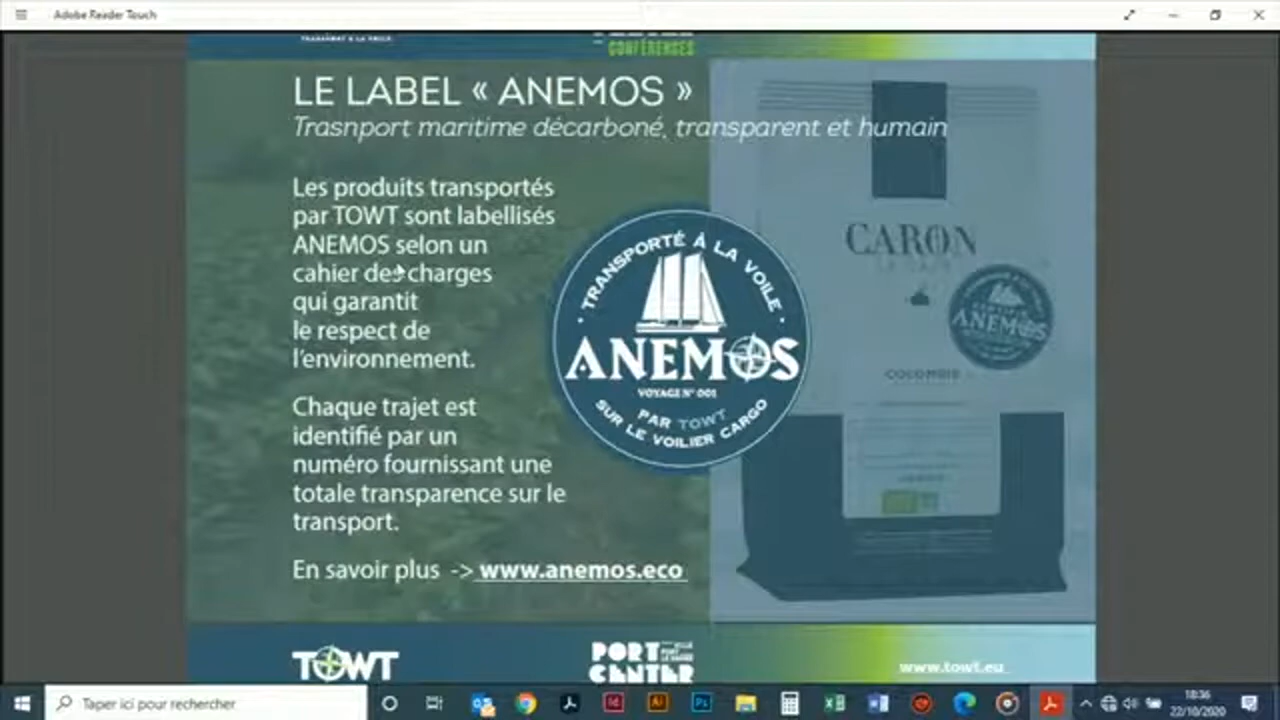 Adobe Reader Touch
CONFÉRENCES
LE LABEL « ANEMOS »
Trasnport maritime décarboné, transparent et humain
Les produits transportés
par TOWT sont labellisés
ANEMOS selon un
cahier des charges
qui garantit
le respect de
l'environnement.
Chaque trajet est
identifié par un
numéro fournissant une
totale transparence sur le
transport.
En savoir plus -> www.anemos.eco
TRANSPORTÉ À LA VOILE
ANEMOS
VOYAGE N° 001
PAR TOWT
SUR LE VOILIER CARGO
CARON
ANEMOS
COLOMBIE
TOWT
PORT
CENTER
www.towt.eu
Taper ici pour rechercher
18:36
22/10/2020